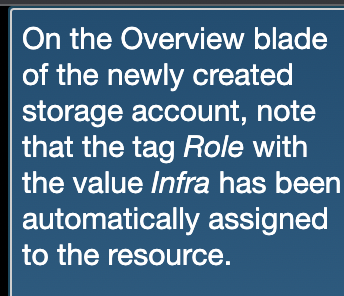 On the Overview blade
of the newly created
storage account, note
that the tag Role with
the value Infra has been
automatically assigned
to the resource.